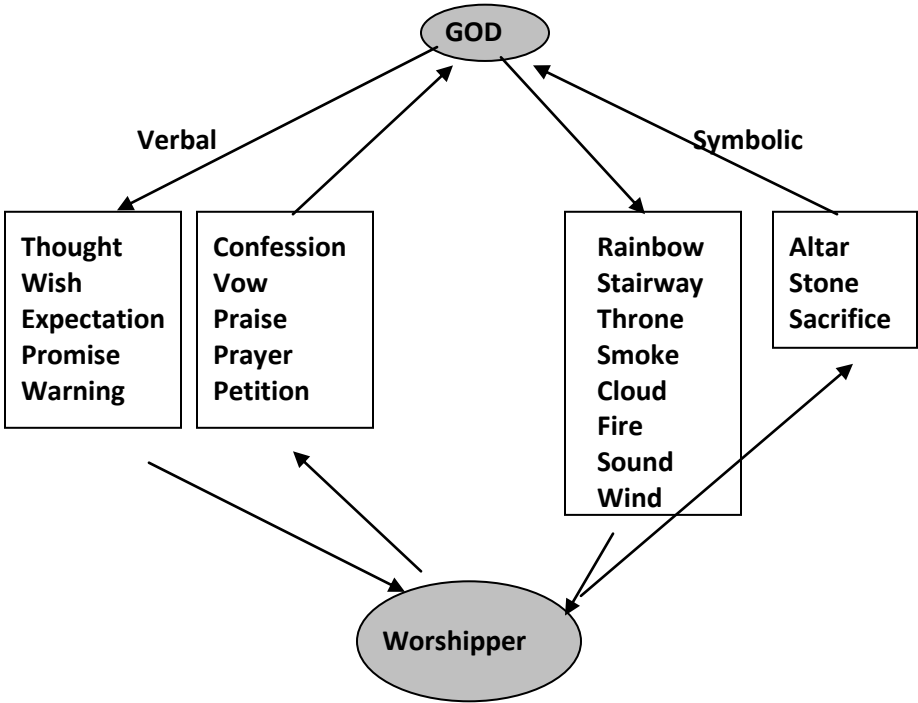 GOD
Verbal
Symbolic
Thought
Wish
Expectation
Promise
Warning
Confession
Vow
Praise
Prayer
Petition
Rainbow
Stairway
Throne
Smoke
Cloud
Fire
Sound
Wind
Altar
Stone
Sacrifice
Worshipper